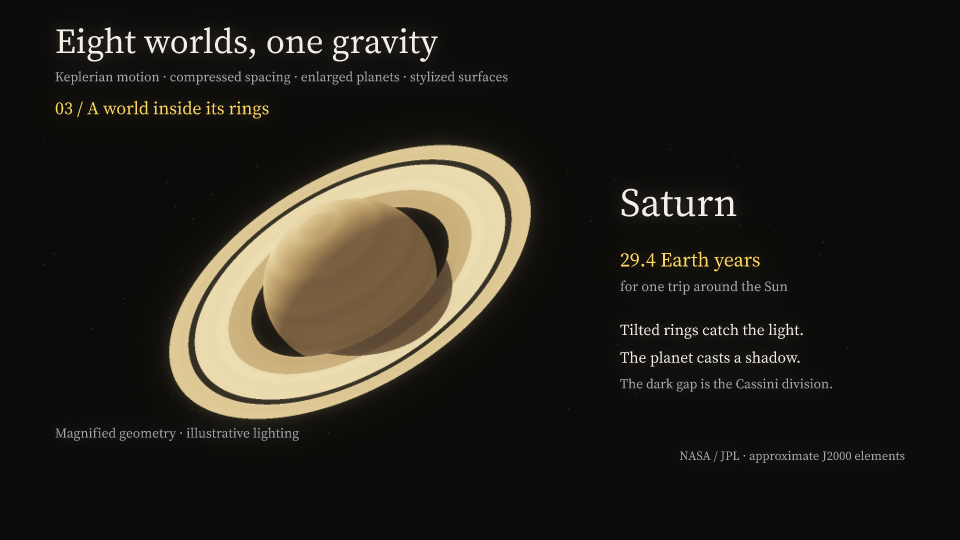 Eight worlds, one gravity
Keplerian motion · compressed spacing · enlarged planets · stylized surfaces
03 / A world inside its rings
Saturn
29.4 Earth years
for one trip around the Sun
Tilted rings catch the light.
The planet casts a shadow.
The dark gap is the Cassini division.
Magnified geometry · illustrative lighting
NASA / JPL · approximate J2000 elements